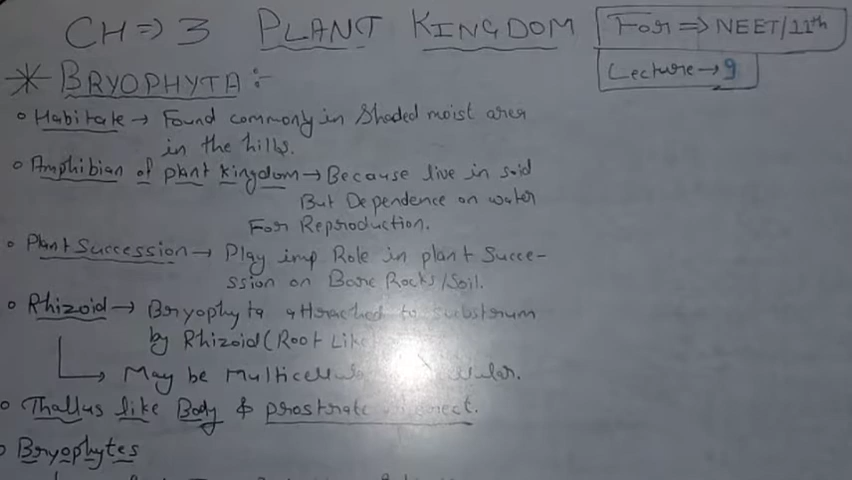 CH => 3 PLANT KINGDOM
For => NEET/11th
Lecture → 9
* BRYOPHYTA :-
Habitate → Found commonly in Shaded moist area
in the hills.
Amphibian of plant kingdom → Because live in soil
But Dependence on water
For Reproduction.
Plant Succession → Play imp Role in plant Succe-
ssion on Bare Rocks/Soil.
Rhizoid → Bryophyta attached to substrum
by Rhizoid (Root Like
→ May be Multicellu
Thallus like Body & prostrate
Bryophytes